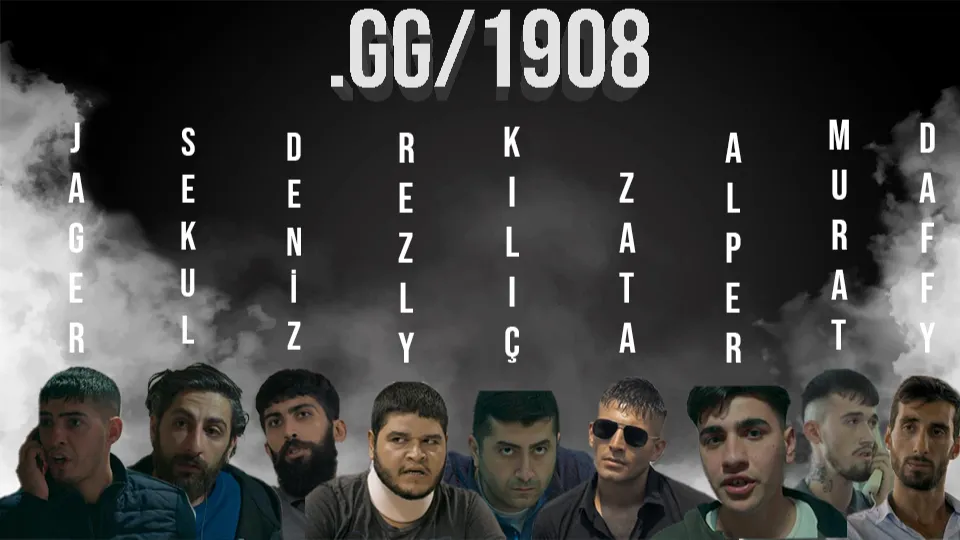 .GG/1908
JAGER
SEKUL
DENİZ
REZLY
KILIÇ
ZATA
ALPER
MURAT
DAFFY